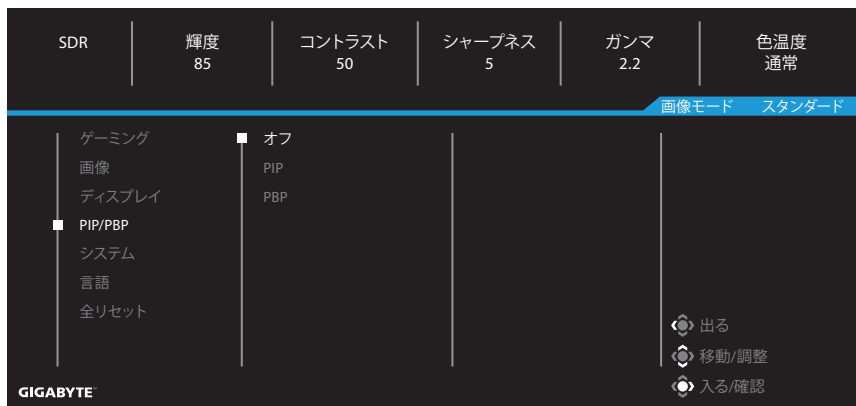 SDR
輝度
85
コントラスト
50
シャープネス
5
ガンマ
2.2
色温度
通常
画像モード スタンダード
ゲーミング
画像
ディスプレイ
PIP/PBP
システム
言語
全リセット
オフ
PIP
PBP
出る
移動/調整
入る/確認
GIGABYTE™